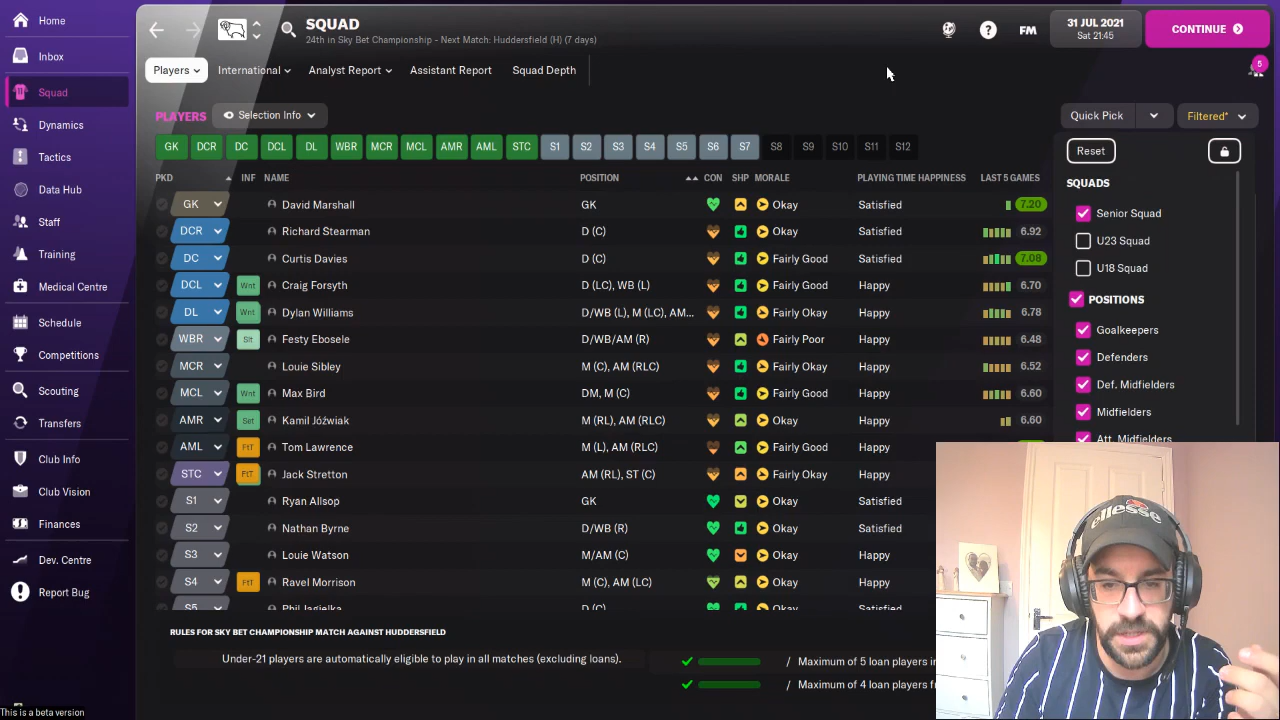 Home
Inbox
Squad
Dynamics
Tactics
Data Hub
Staff
Training
Medical Centre
Schedule
Competitions
Scouting
Transfers
Club Info
Club Vision
Finances
Dev. Centre
Report Bug
This is a beta version
SQUAD
24th in Sky Bet Championship - Next Match: Huddersfield (H) (7 days)
? FM
31 JUL 2021
Sat 21:45
CONTINUE
5
Players International Analyst Report Assistant Report Squad Depth
PLAYERS Selection Info Quick Pick Filtered*
GK DCR DC DCL DL WBR MCR MCL AMR AML STC S1 S2 S3 S4 S5 S6 S7 S8 S9 S10 S11 S12
PKD INF NAME POSITION CON SHP MORALE PLAYING TIME HAPPINESS LAST 5 GAMES
GK David Marshall GK Okay Satisfied 7.20
DCR Richard Stearman D (C) Okay Satisfied 6.92
DC Curtis Davies D (C) Fairly Good Satisfied 7.08
DCL Wnt Craig Forsyth D (LC), WB (L) Fairly Good Happy 6.70
DL Wnt Dylan Williams D/WB (L), M (LC), AM... Fairly Okay Happy 6.78
WBR Slt Festy Ebosele D/WB/AM (R) Fairly Poor Happy 6.48
MCR Louie Sibley M (C), AM (RLC) Fairly Good Happy 6.52
MCL Wnt Max Bird DM, M (C) Fairly Good Happy 6.60
AMR Set Kamil Jóźwiak M (RL), AM (RLC) Okay Happy 6.60
AML FtT Tom Lawrence M (L), AM (RLC) Fairly Good Happy
STC FtT Jack Stretton AM (RL), ST (C) Fairly Okay Happy
S1 Ryan Allsop GK Okay Satisfied
S2 Nathan Byrne D/WB (R) Okay Satisfied
S3 Louie Watson M/AM (C) Okay Happy
S4 FtT Ravel Morrison M (C), AM (LC) Okay Happy
S5 Phil Jagielka D (C) Okay Satisfied
Reset
SQUADS
Senior Squad
U23 Squad
U18 Squad
POSITIONS
Goalkeepers
Defenders
Def. Midfielders
Midfielders
Att. Midfielders
RULES FOR SKY BET CHAMPIONSHIP MATCH AGAINST HUDDERSFIELD
Under-21 players are automatically eligible to play in all matches (excluding loans).
/ Maximum of 5 loan players i
/ Maximum of 4 loan players f
ellesse